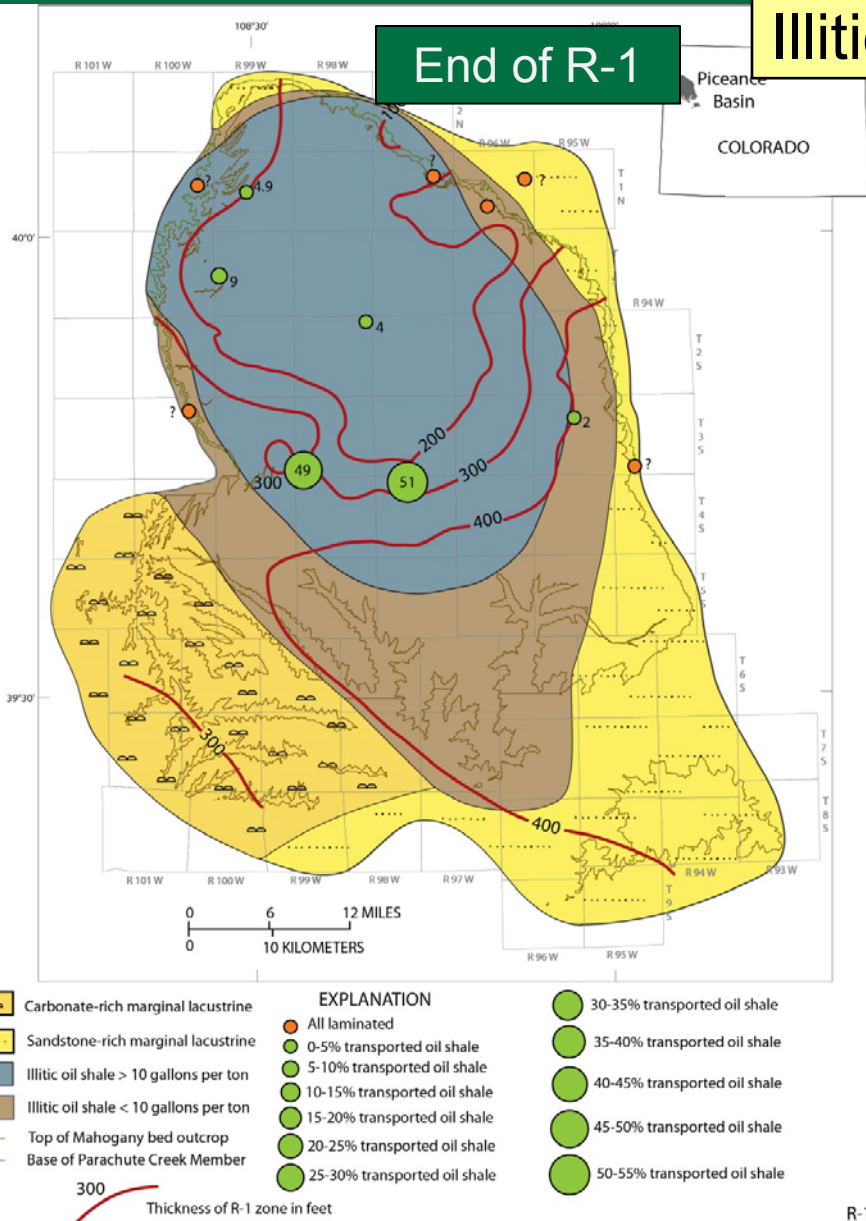 108°30'
End of R-1
Piceance
Basin
COLORADO
R 101 W
R 100 W
R 99 W
R 98 W
2
N
R 96 W
R 95 W
T
1
N
?
4.9
?
?
40°0'
9
4
R 94 W
T
2
S
?
2
T
3
S
200
300
300
49
51
?
400
T
4
S
T
5
S
T
6
S
39°30'
300
T
7
S
T
8
S
400
R 101 W
R 100 W
R 99 W
R 98 W
R 97 W
R 94 W
R 93 W
T
9
S
0 6 12 MILES
0 10 KILOMETERS
R 96 W
R 95 W
Carbonate-rich marginal lacustrine
Sandstone-rich marginal lacustrine
Illitic oil shale > 10 gallons per ton
Illitic oil shale < 10 gallons per ton
Top of Mahogany bed outcrop
Base of Parachute Creek Member
300
Thickness of R-1 zone in feet
EXPLANATION
All laminated
0-5% transported oil shale
5-10% transported oil shale
10-15% transported oil shale
15-20% transported oil shale
20-25% transported oil shale
25-30% transported oil shale
30-35% transported oil shale
35-40% transported oil shale
40-45% transported oil shale
45-50% transported oil shale
50-55% transported oil shale
R-